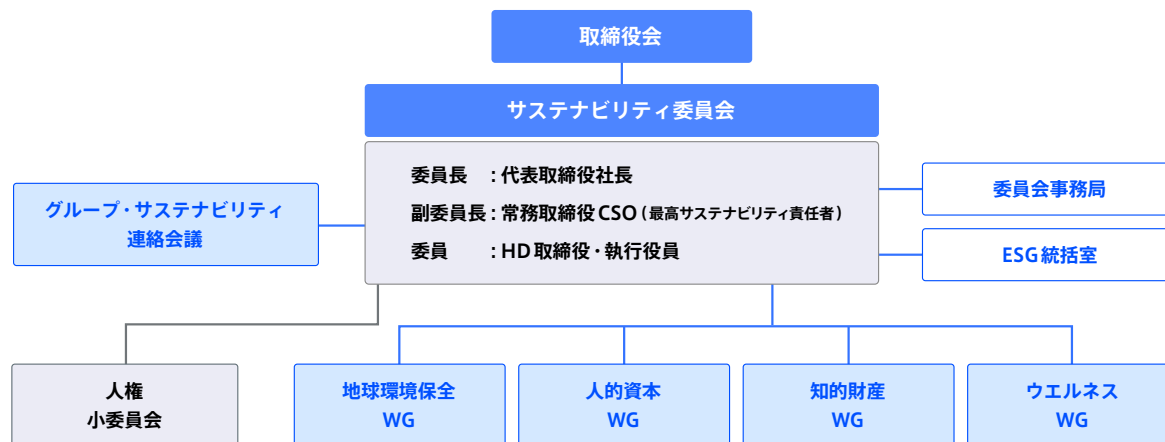 取締役会
サステナビリティ委員会
委員長　：代表取締役社長
副委員長：常務取締役CSO（最高サステナビリティ責任者）
委員　　：HD取締役・執行役員
グループ・サステナビリティ
連絡会議
委員会事務局
ESG統括室
人権
小委員会
地球環境保全
WG
人的資本
WG
知的財産
WG
ウエルネス
WG